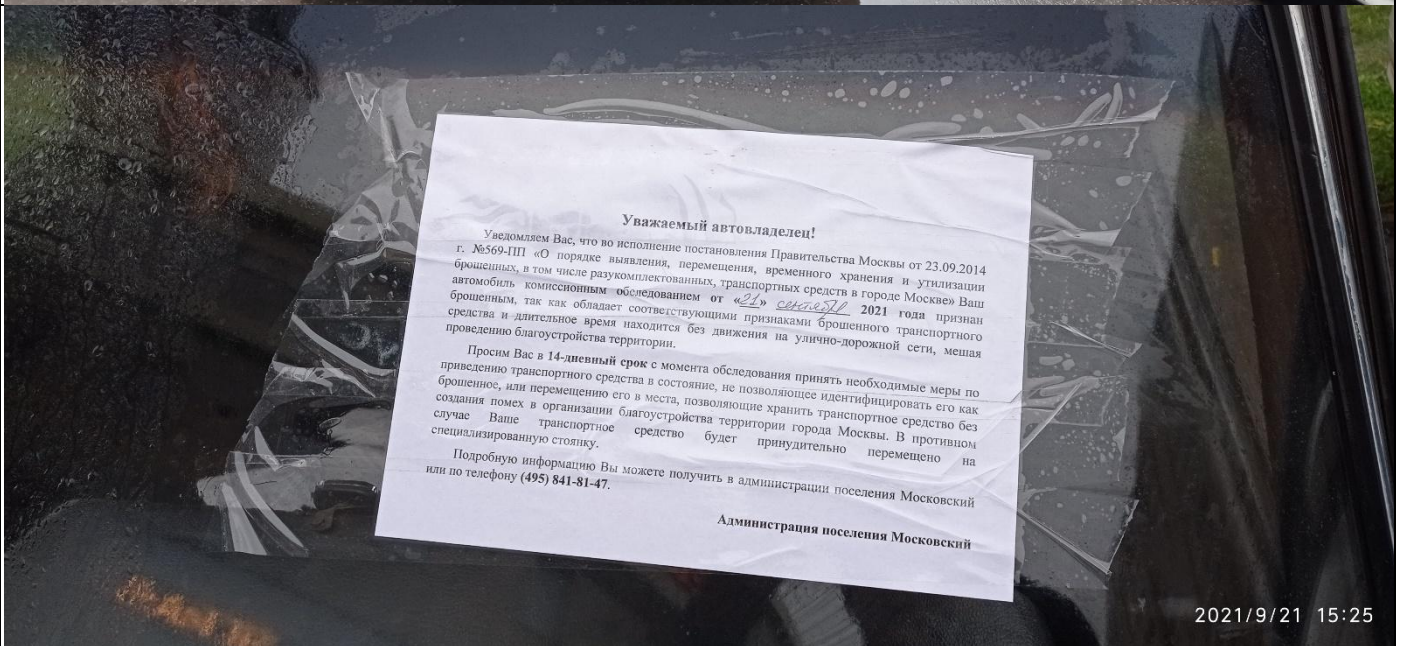 Уважаемый автовладелец!
Уведомляем Вас, что во исполнение постановления Правительства Москвы от 23.09.2014
г. №569-ПП «О порядке выявления, перемещения, временного хранения и утилизации
брошенных, в том числе разукомплектованных, транспортных средств в городе Москве» Ваш
автомобиль комиссионным обследованием от «21» сентября 2021 года признан
брошенным, так как обладает соответствующими признаками брошенного транспортного
средства и длительное время находится без движения на улично-дорожной сети, мешая
проведению благоустройства территории.
Просим Вас в 14-дневный срок с момента обследования принять необходимые меры по
приведению транспортного средства в состояние, не позволяющее идентифицировать его как
брошенное, или перемещению его в места, позволяющие хранить транспортное средство без
создания помех в организации благоустройства территории города Москвы. В противном
случае Ваше транспортное средство будет принудительно перемещено на
специализированную стоянку.
Подробную информацию Вы можете получить в администрации поселения Московский
или по телефону (495) 841-81-47.
Администрация поселения Московский
2021/9/21 15:25